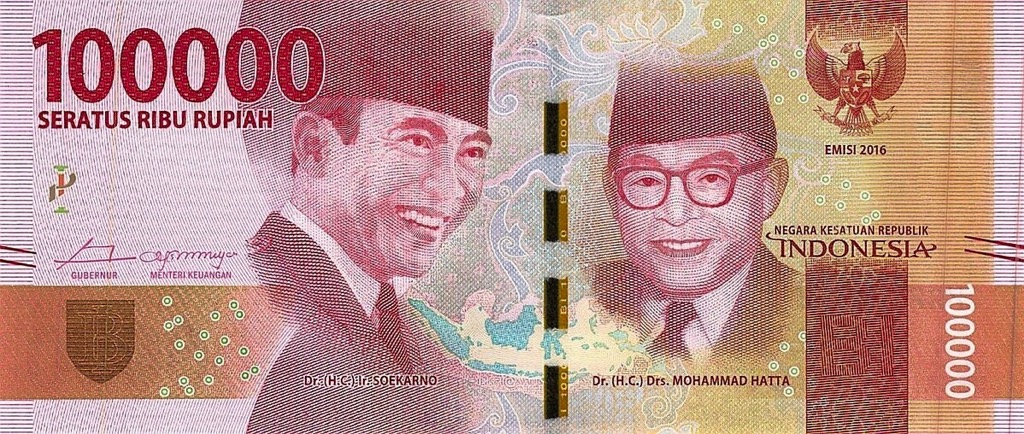 100000
SERATUS RIBU RUPIAH
EMISI 2016
NEGARA KESATUAN REPUBLIK
INDONESIA
GUBERNUR
MENTERI KEUANGAN
100000
Dr. (H.C.) Ir. SOEKARNO
Dr. (H.C.) Drs. MOHAMMAD HATTA